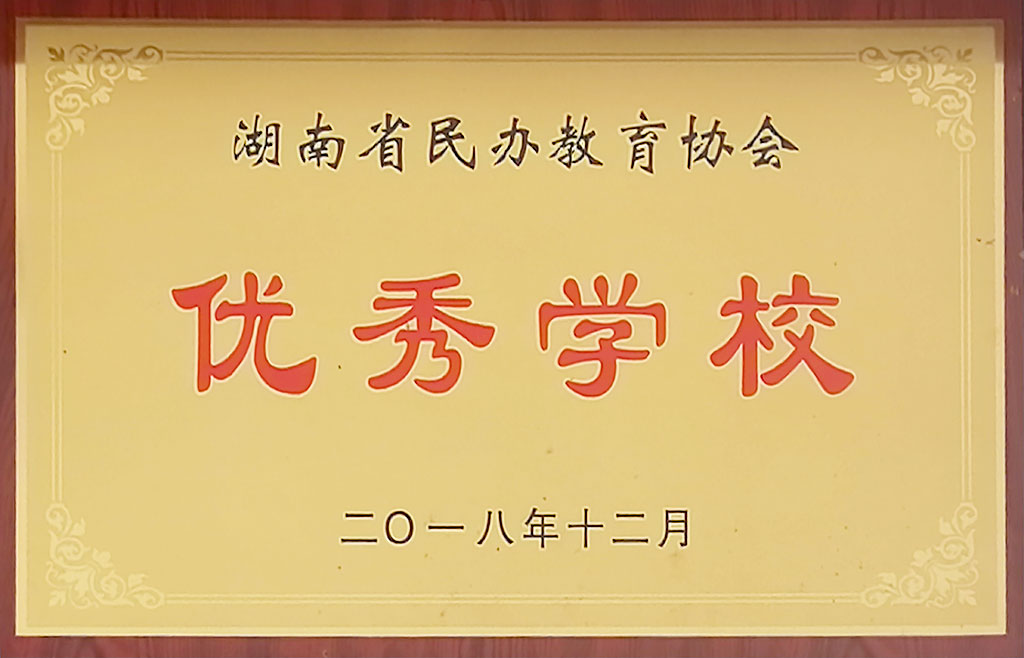 湖南省民办教育协会
优秀学校
二〇一八年十二月